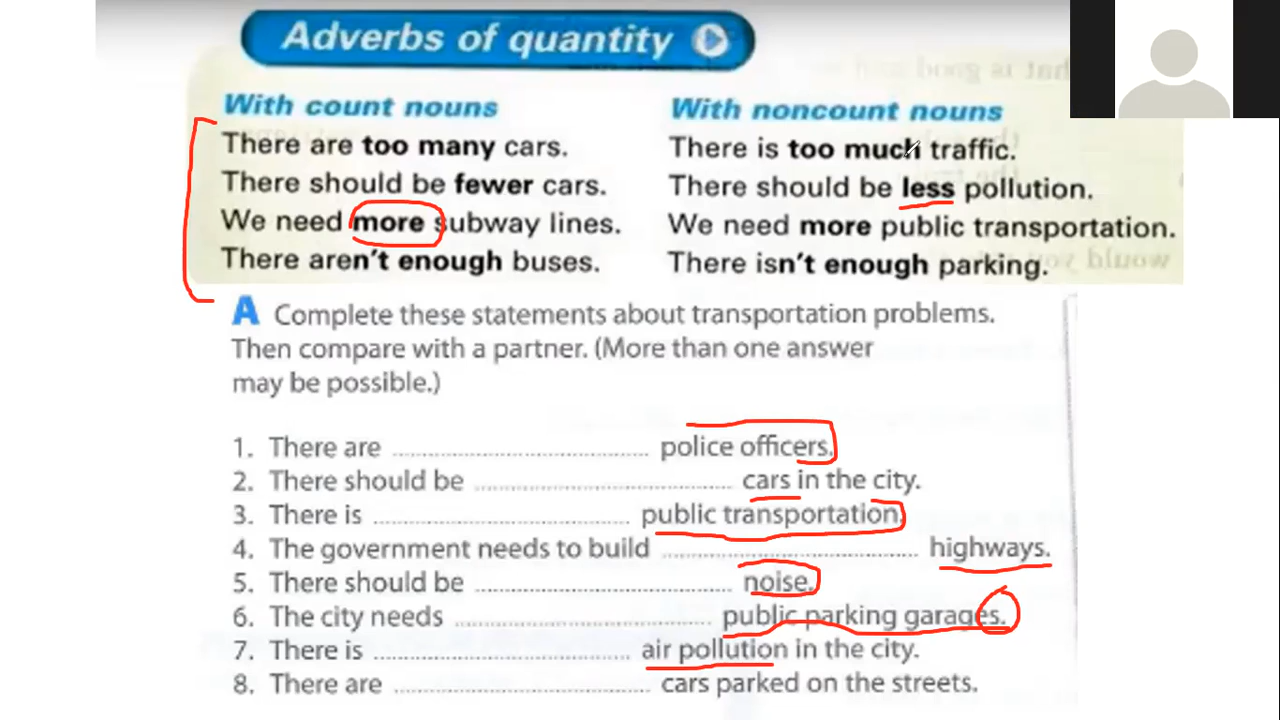 Adverbs of quantity
With count nouns
There are too many cars.
There should be fewer cars.
We need more subway lines.
There aren't enough buses.
With noncount nouns
There is too much traffic.
There should be less pollution.
We need more public transportation.
There isn't enough parking.
A Complete these statements about transportation problems.
Then compare with a partner. (More than one answer
may be possible.)
1. There are ........ police officers.
2. There should be ........ cars in the city.
3. There is ........ public transportation.
4. The government needs to build ........ highways.
5. There should be ........ noise.
6. The city needs ........ public parking garages.
7. There is ........ air pollution in the city.
8. There are ........ cars parked on the streets.